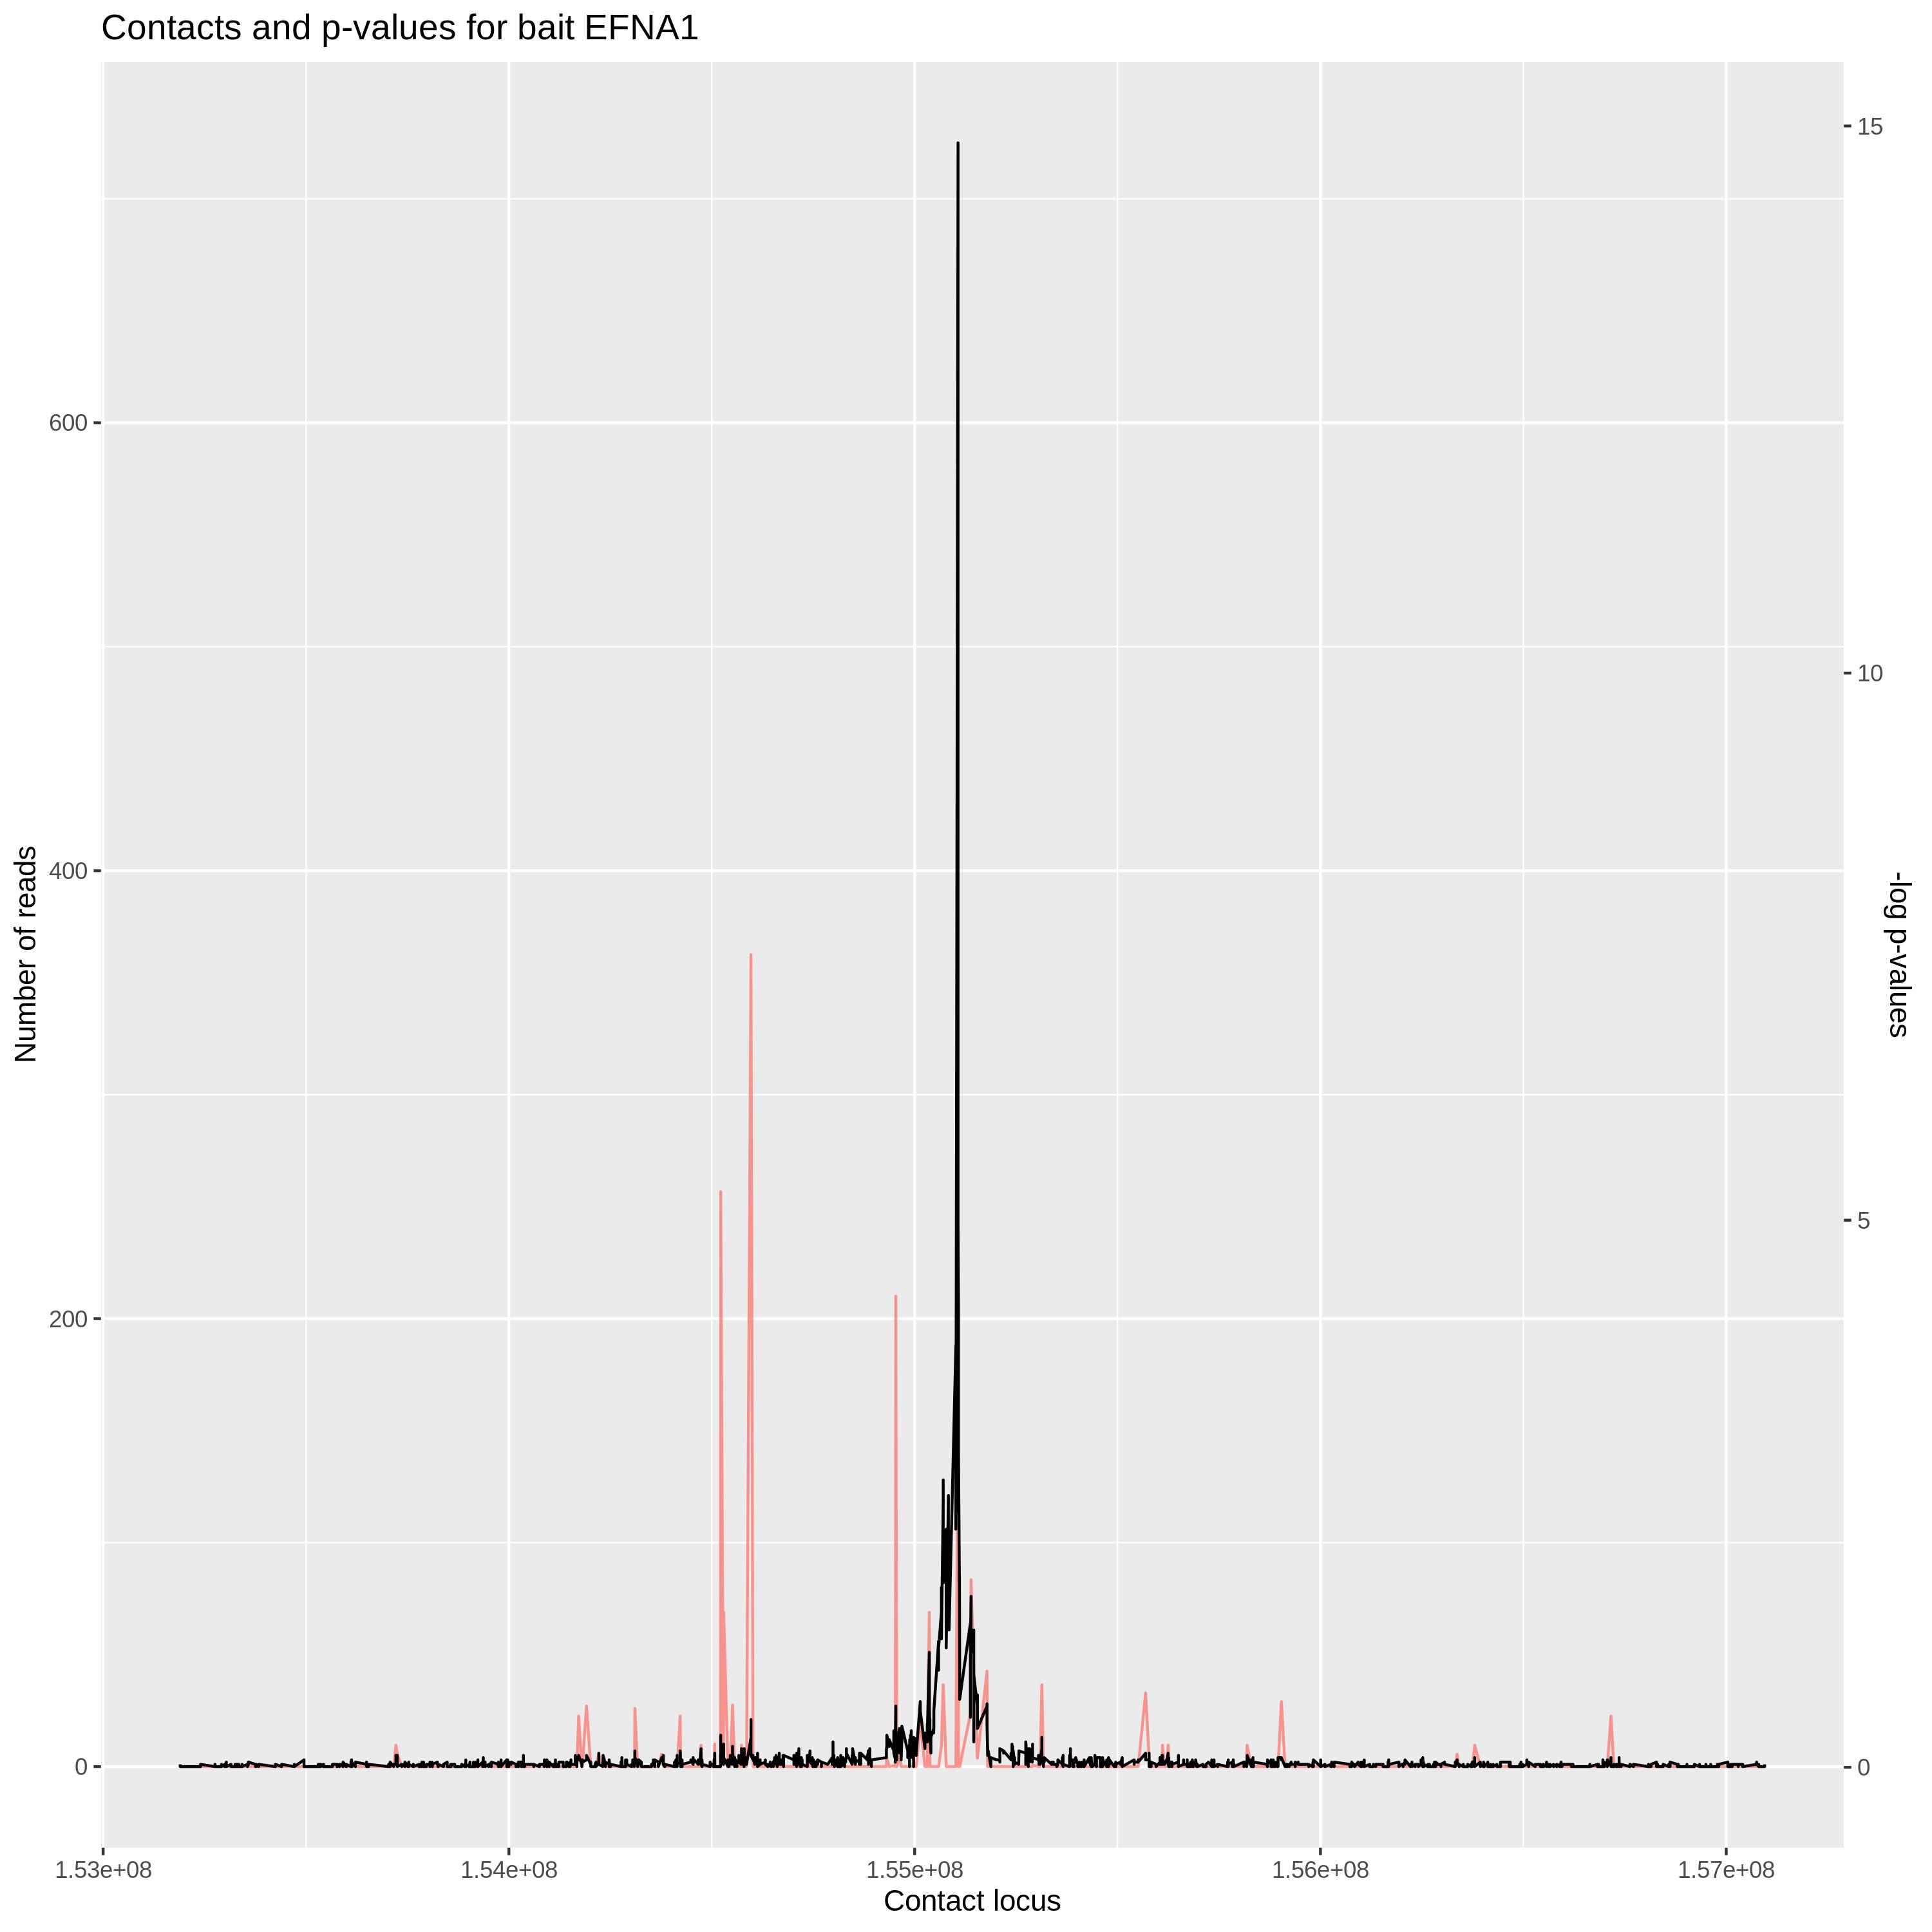 Contacts and p-values for bait EFNA1
Number of reads
600
400
200
0
15
10
5
0
-log p-values
1.53e+08 1.54e+08 1.55e+08 1.56e+08 1.57e+08
Contact locus